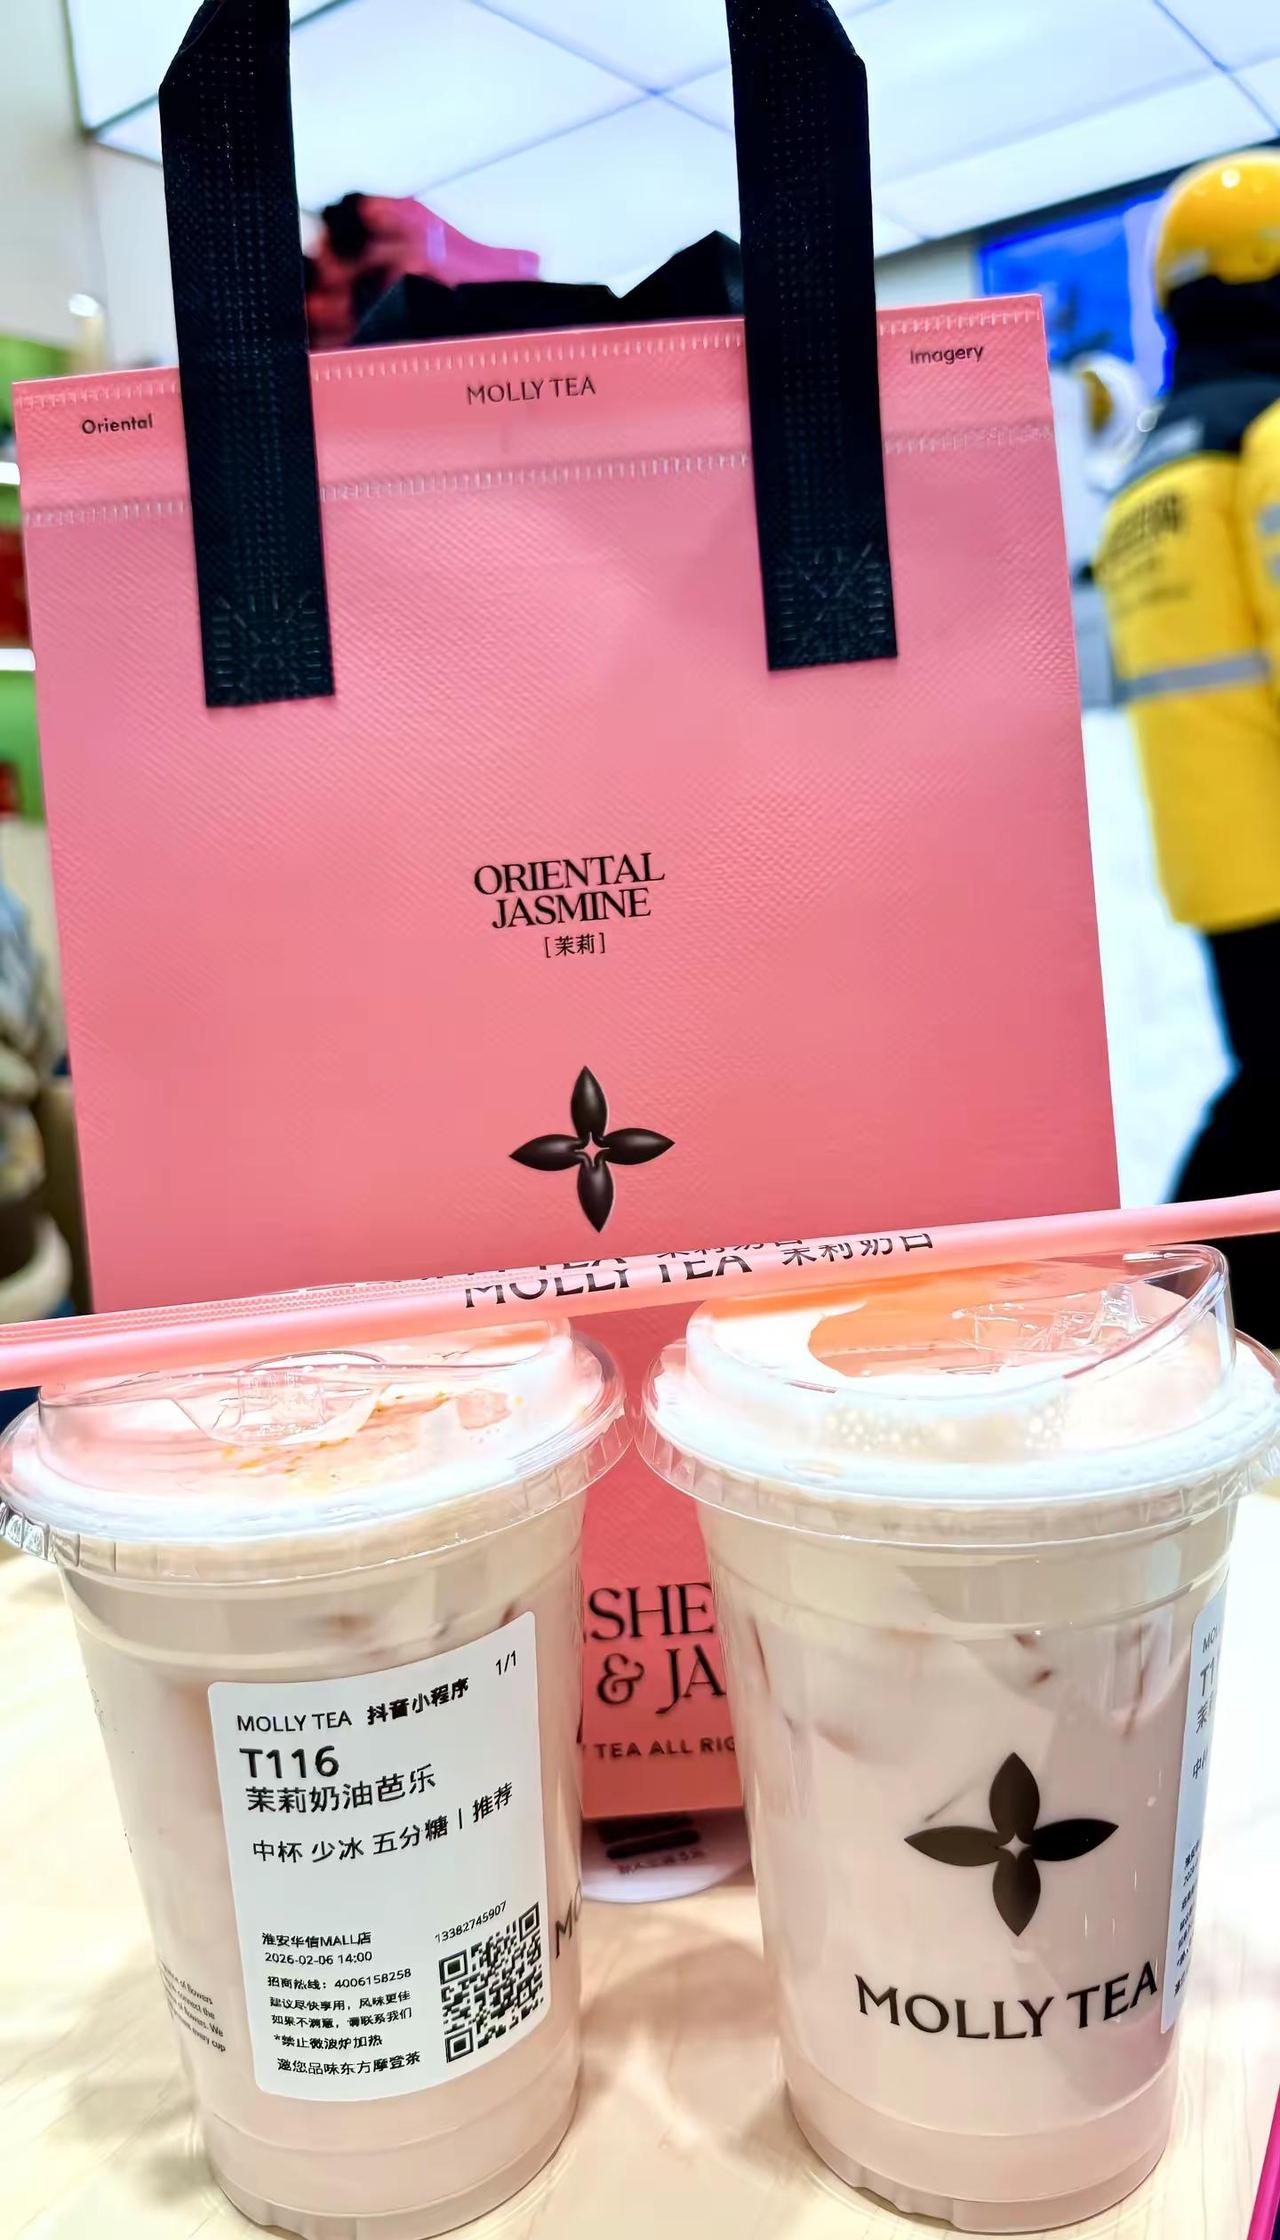 Oriental
MOLLY TEA
Imagery
ORIENTAL
JASMINE
[茉莉]
MOLLY TEA 茉莉奶白
SHE
& JA
TEA ALL RIG
MOLLY TEA 抖音小程序 1/1
T116
茉莉奶油芭乐
中杯 少冰 五分糖 | 推荐
淮安华信MALL店
13382745907
2026-02-06 14:00
招商热线：4006158258
建议尽快享用，风味更佳
如果不满意，请联系我们
*禁止微波炉加热
邀您品味东方摩登茶
MOLLY TEA